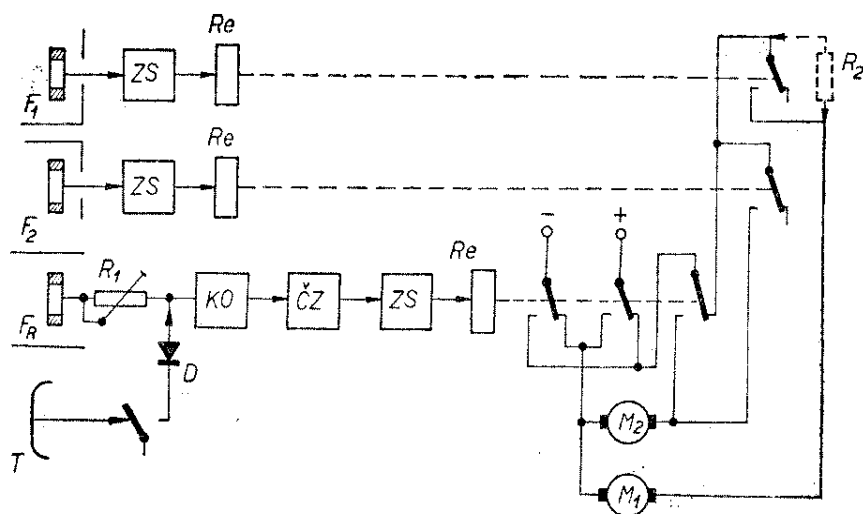 Re
F1
ZS
R2
Re
F2
ZS
− +
Re
R1
KO
ČZ
ZS
FR
D
T
M2
M1